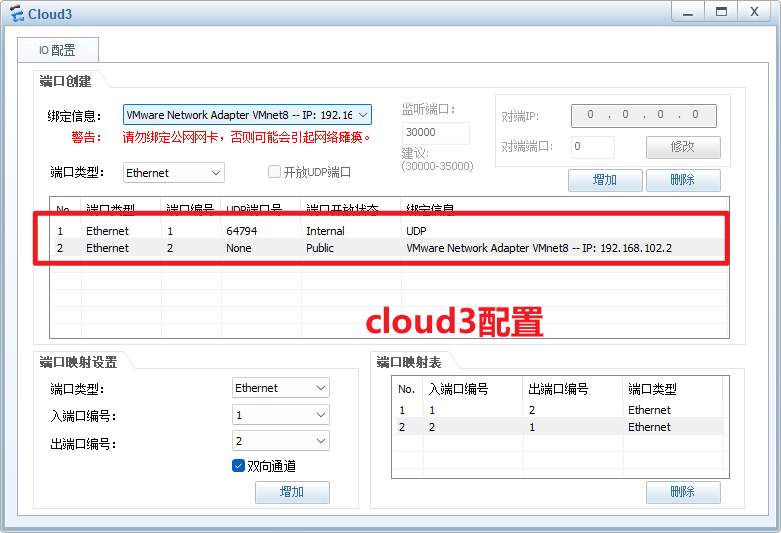 Cloud3
IO 配置
端口创建
绑定信息： VMware Network Adapter VMnet8 -- IP: 192.16
警告： 请勿绑定公网网卡，否则可能会引起网络瘫痪。
端口类型： Ethernet 开放UDP端口
监听端口：
30000
建议：
(30000-35000)
对端IP: 0 . 0 . 0 . 0
对端端口： 0 修改
增加 删除
No. 端口类型 端口编号 UDP端口号 端口开放状态 绑定信息
1 Ethernet 1 64794 Internal UDP
2 Ethernet 2 None Public VMware Network Adapter VMnet8 -- IP: 192.168.102.2
cloud3配置
端口映射设置
端口类型： Ethernet
入端口编号： 1
出端口编号： 2
双向通道
增加
端口映射表
No. 入端口编号 出端口编号 端口类型
1 1 2 Ethernet
2 2 1 Ethernet
删除